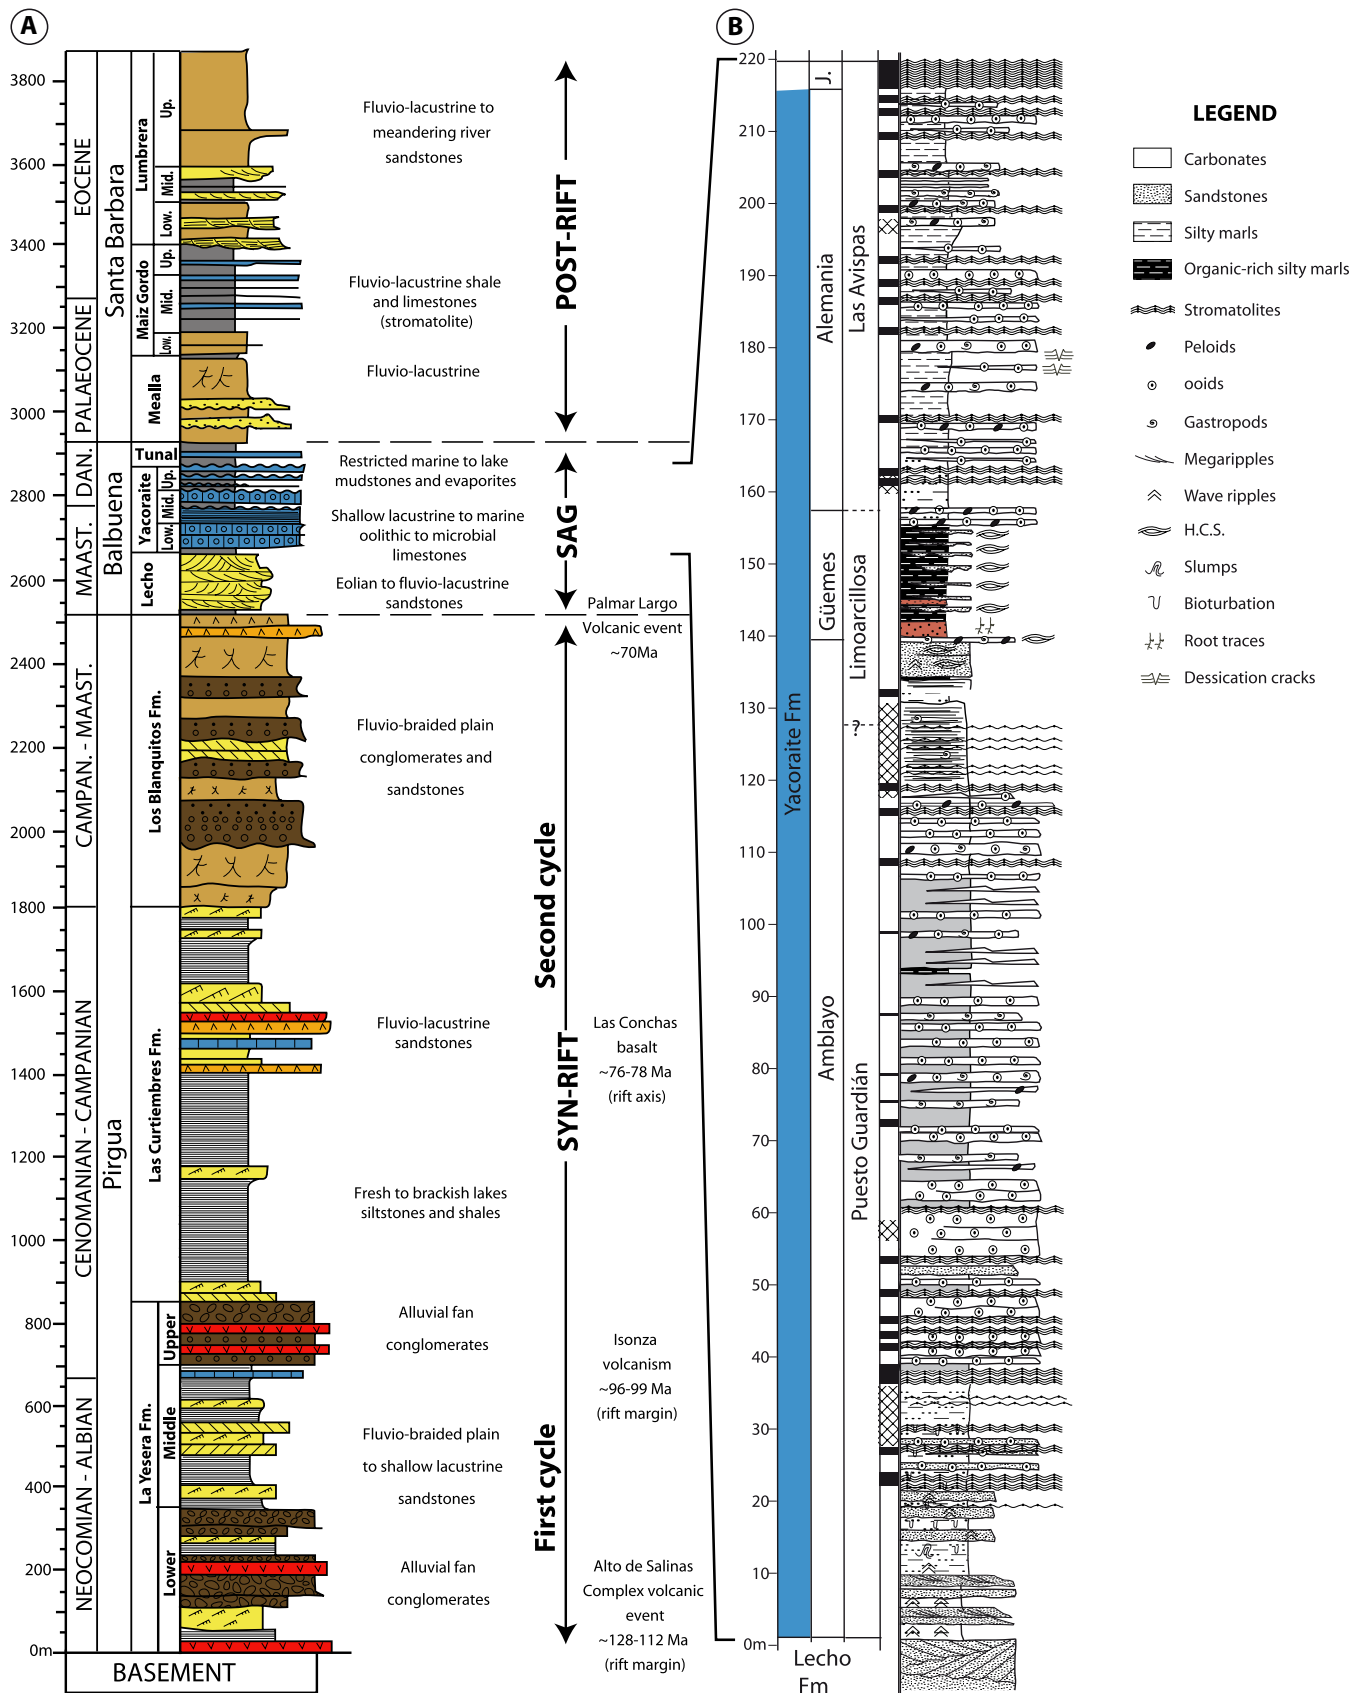 A
3800
3600
3400
3200
3000
2800
2600
2400
2200
2000
1800
1600
1400
1200
1000
800
600
400
200
0m
EOCENE
PALAEOCENE
DAN.
MAAST.
CAMPAN. - MAAST.
CENOMANIAN - CAMPANIAN
NEOCOMIAN - ALBIAN
Santa Barbara
Balbuena
Pirgua
Lumbrera
Up.
Mid.
Low.
Maiz Gordo
Up.
Mid.
Low.
Mealla
Tunal
Yacoraite
Up.
Mid.
Low.
Lecho
Los Blanquitos Fm.
Las Curtiembres Fm.
La Yesera Fm.
Upper
Middle
Lower
BASEMENT
Fluvio-lacustrine to
meandering river
sandstones
Fluvio-lacustrine shale
and limestones
(stromatolite)
Fluvio-lacustrine
Restricted marine to lake
mudstones and evaporites
Shallow lacustrine to marine
oolithic to microbial
limestones
Eolian to fluvio-lacustrine
sandstones
Fluvio-braided plain
conglomerates and
sandstones
Fluvio-lacustrine
sandstones
Fresh to brackish lakes
siltstones and shales
Alluvial fan
conglomerates
Fluvio-braided plain
to shallow lacustrine
sandstones
Alluvial fan
conglomerates
POST-RIFT
SAG
SYN-RIFT
Second cycle
First cycle
Palmar Largo
Volcanic event
~70Ma
Las Conchas
basalt
~76-78 Ma
(rift axis)
Isonza
volcanism
~96-99 Ma
(rift margin)
Alto de Salinas
Complex volcanic
event
~128-112 Ma
(rift margin)
B
220
210
200
190
180
170
160
150
140
130
120
110
100
90
80
70
60
50
40
30
20
10
0m
Yacoraite Fm
Lecho
Fm
J.
Alemania
Güemes
Amblayo
Las Avispas
Limoarcillosa
?
Puesto Guardián
LEGEND
Carbonates
Sandstones
Silty marls
Organic-rich silty marls
Stromatolites
Peloids
ooids
Gastropods
Megaripples
Wave ripples
H.C.S.
Slumps
Bioturbation
Root traces
Dessication cracks